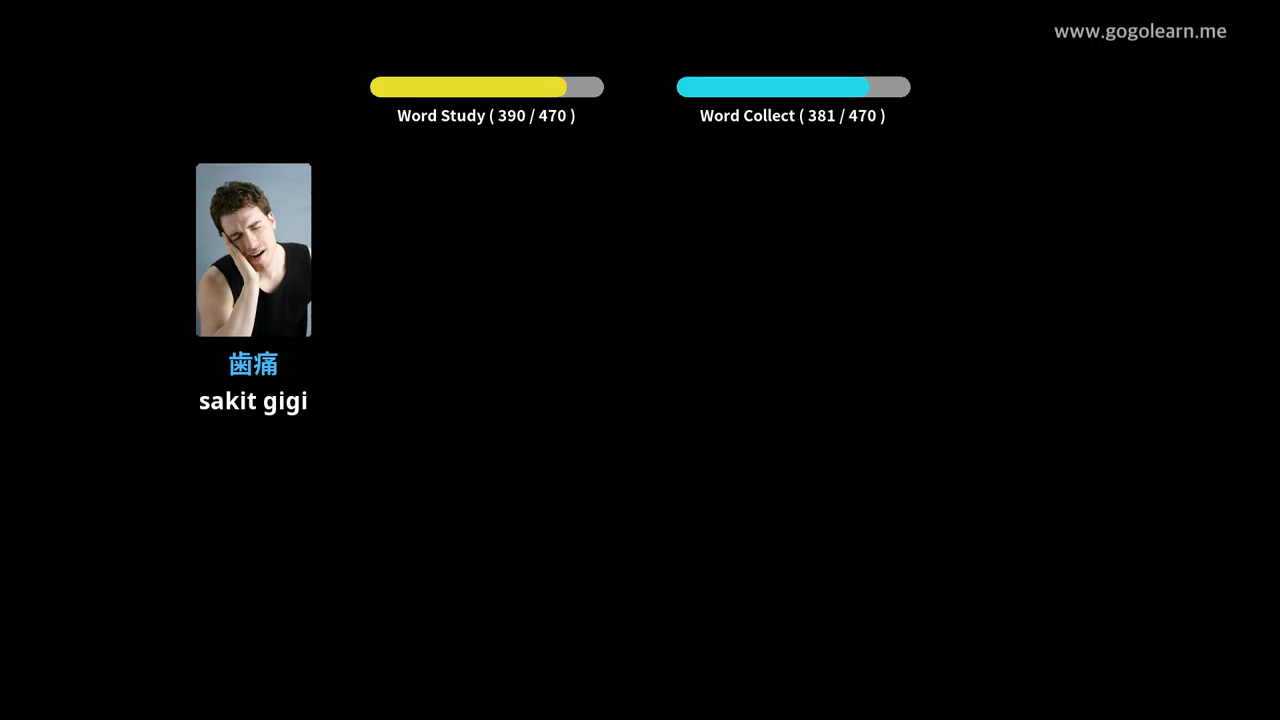 www.gogolearn.me
Word Study ( 390 / 470 )
Word Collect ( 381 / 470 )
歯痛
sakit gigi